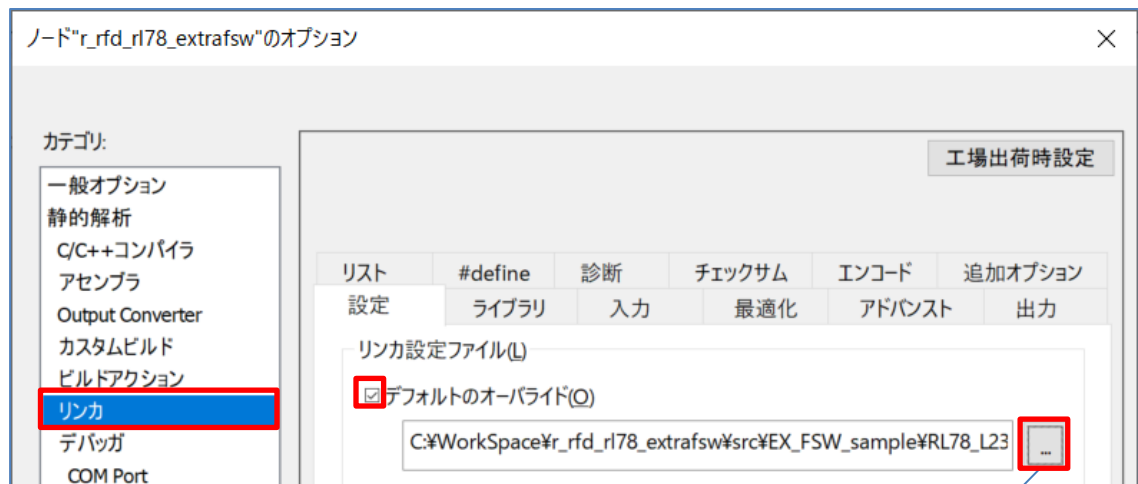 ノード"r_rfd_rl78_extrafsw"のオプション
カテゴリ:
工場出荷時設定
一般オプション
静的解析
C/C++コンパイラ
アセンブラ
Output Converter
カスタムビルド
ビルドアクション
リンカ
デバッガ
COM Port
リスト #define 診断 チェックサム エンコード 追加オプション
設定 ライブラリ 入力 最適化 アドバンスト 出力
リンカ設定ファイル(L)
デフォルトのオーバライド(O)
C:¥WorkSpace¥r_rfd_rl78_extrafsw¥src¥EX_FSW_sample¥RL78_L23
...